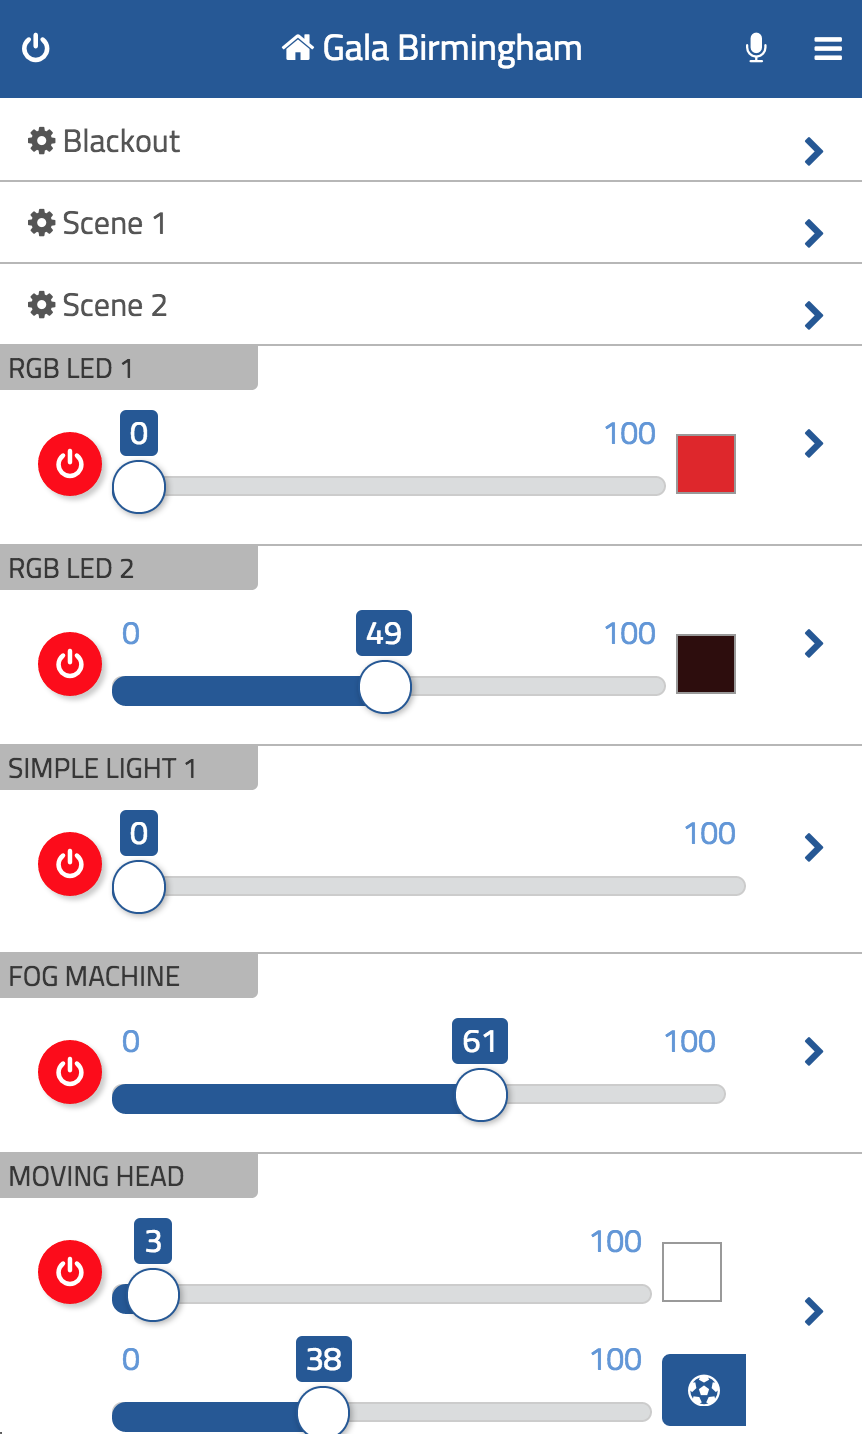 Gala Birmingham
Blackout
Scene 1
Scene 2
RGB LED 1
0 100
RGB LED 2
0 49 100
SIMPLE LIGHT 1
0 100
FOG MACHINE
0 61 100
MOVING HEAD
3 100
0 38 100